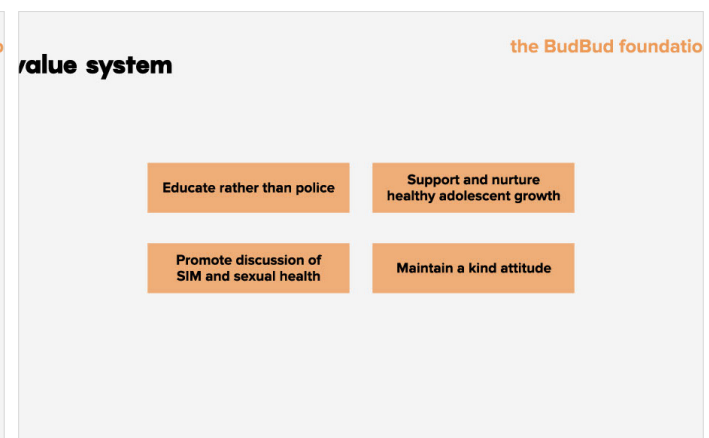 the BudBud foundatio
value system
Educate rather than police
Support and nurture
healthy adolescent growth
Promote discussion of
SIM and sexual health
Maintain a kind attitude